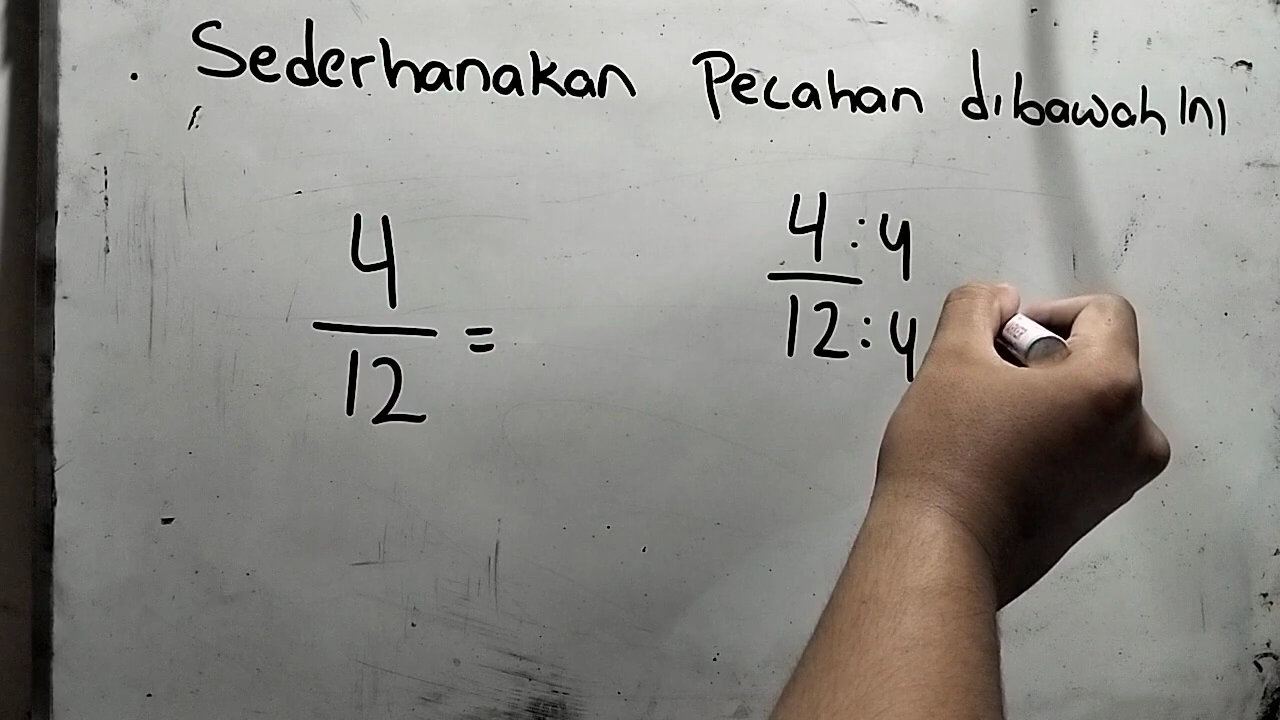 . Sederhanakan Pecahan dibawah ini
4
12 =
4 : 4
12 : 4